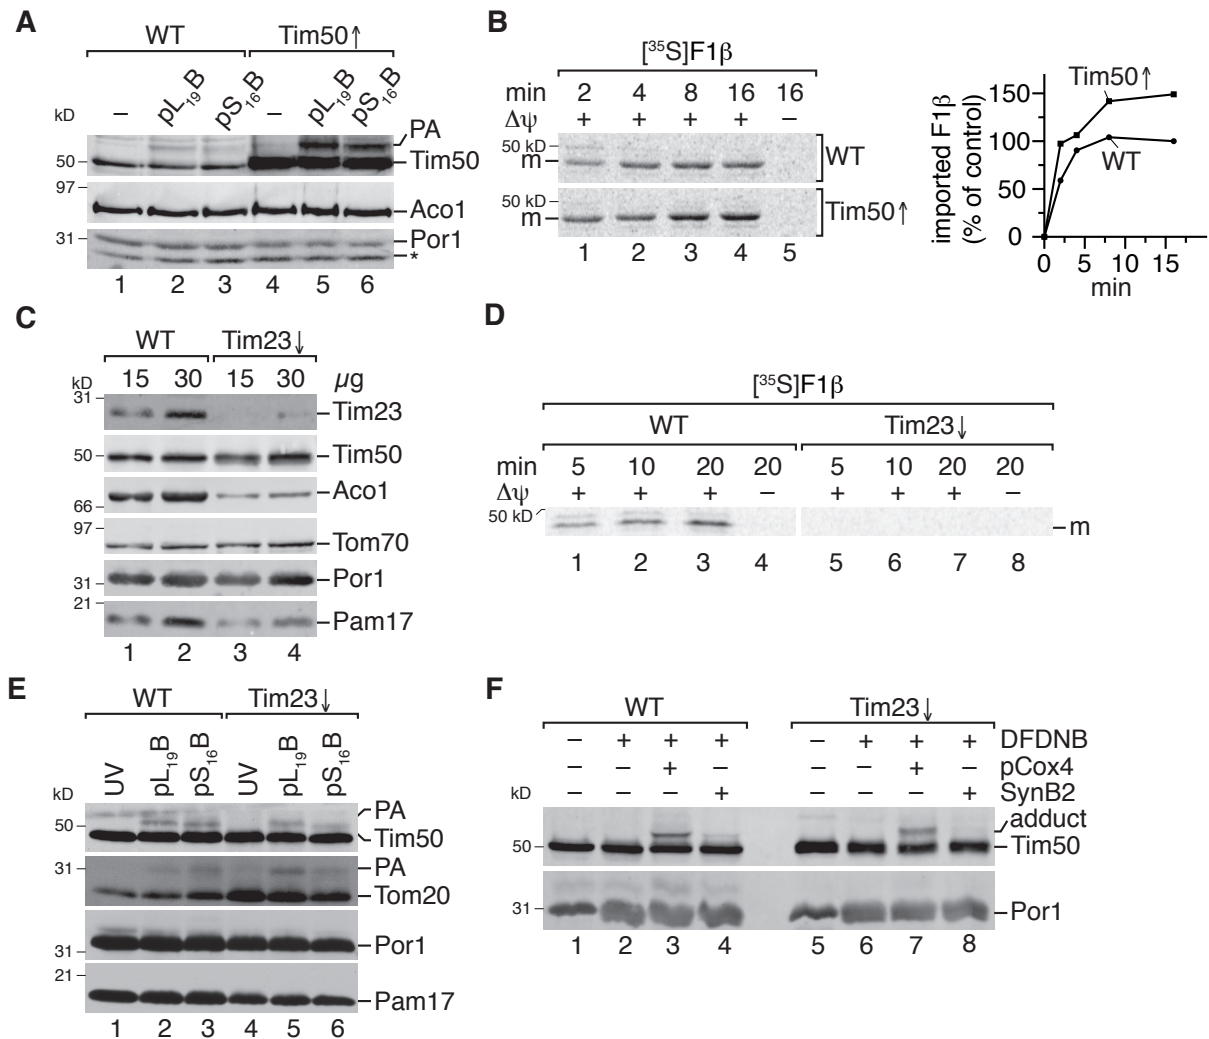 A
WT Tim50↑
kD – pL19B pS16B – pL19B pS16B
PA
50 Tim50
97
Aco1
31 Por1
*
1 2 3 4 5 6
B
[35S]F1β
min 2 4 8 16 16
Δψ + + + + –
50 kD
m WT
50 kD
m Tim50↑
1 2 3 4 5
imported F1β
(% of control)
150
100
50
0
Tim50↑
WT
0 5 10 15
min
C
WT Tim23↓
kD 15 30 15 30 µg
31
Tim23
50 Tim50
Aco1
66
97
Tom70
31 Por1
21
Pam17
1 2 3 4
D
[35S]F1β
WT Tim23↓
min 5 10 20 20 5 10 20 20
Δψ + + + – + + + –
50 kD
m
1 2 3 4 5 6 7 8
E
WT Tim23↓
kD UV pL19B pS16B UV pL19B pS16B
PA
50 Tim50
31 PA
Tom20
31 Por1
21
Pam17
1 2 3 4 5 6
F
WT Tim23↓
– + + + – + + + DFDNB
– – + – – – + – pCox4
kD – – – + – – – + SynB2
adduct
50 Tim50
31 Por1
1 2 3 4 5 6 7 8